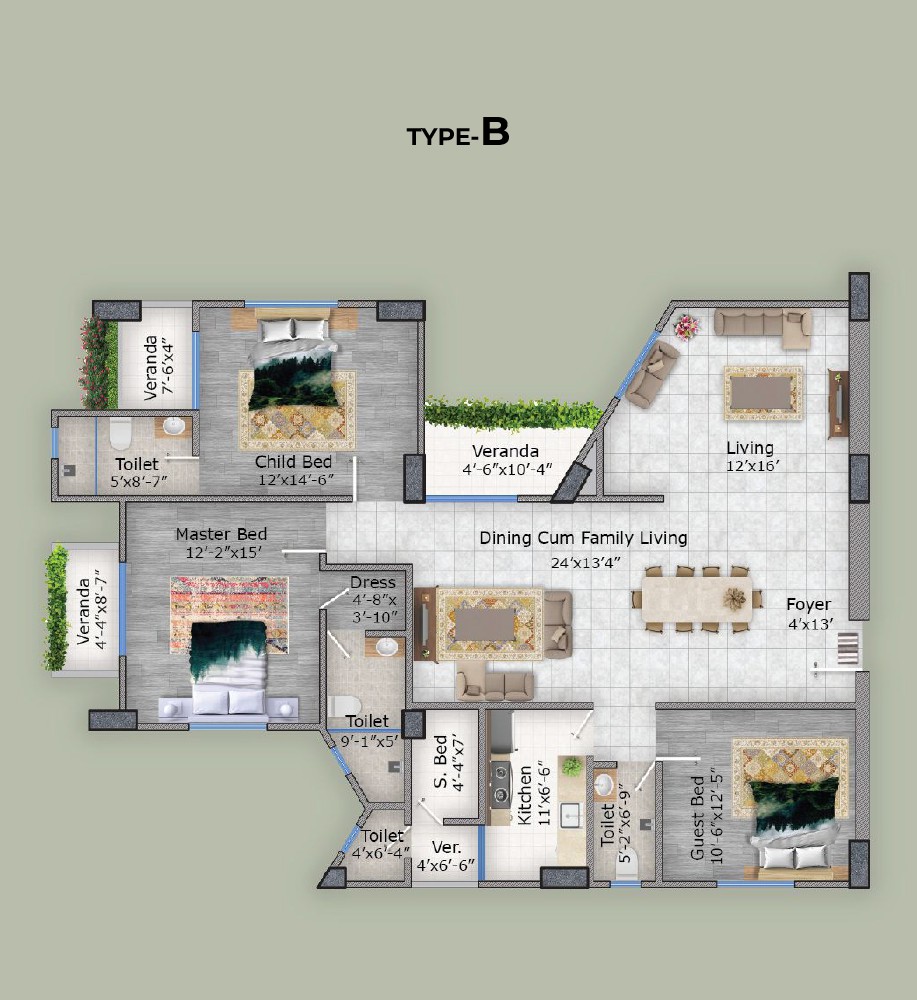 TYPE-B
Veranda
7'-6'x4"
Toilet
5'x8'-7"
Child Bed
12'x14'-6"
Veranda
4'-6"x10'-4"
Living
12'x16'
Master Bed
12'-2"x15'
Dining Cum Family Living
24'x13'4"
Veranda
4'-4"x8'-7"
Dress
4'-8"x
3'-10"
Foyer
4'x13'
Toilet
9'-1"x5'
S. Bed
4'-4"x7'
Kitchen
11'x6'-6"
Toilet
5'-2"x6'-9"
Guest Bed
10'-6"x12'-5"
Toilet
4'x6'-4"
Ver.
4'x6'-6"